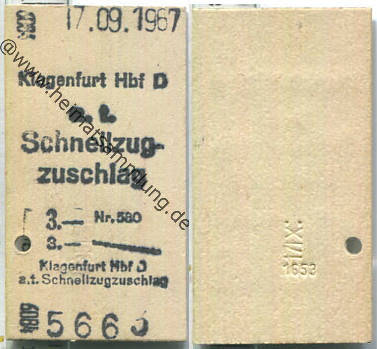 17.09.1967
Klagenfurt Hbf D
a. t.
Schnellzug-
zuschlag
3.— Nr. 580
3.—
Klagenfurt Hbf D
a.t. Schnellzugzuschlag
5663
www.heimatsammlung.de
1653